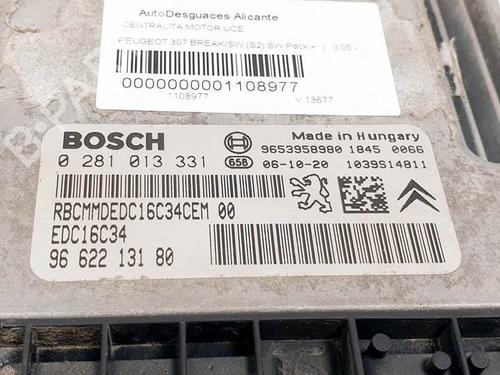 AutoDesguaces Alicante
CENTRALITA MOTOR UCE
PEUGEOT 307 BREAK/SW (S2) SW Pack + | 0.05 -
0000000001108977
1108977 V 13677
BOSCH
Made in Hungary
9653958980 1845 0066
0 281 013 331 658 06-10-20 1039S14811
RBCMMDEDC16C34CEM 00
EDC16C34
96 622 131 80